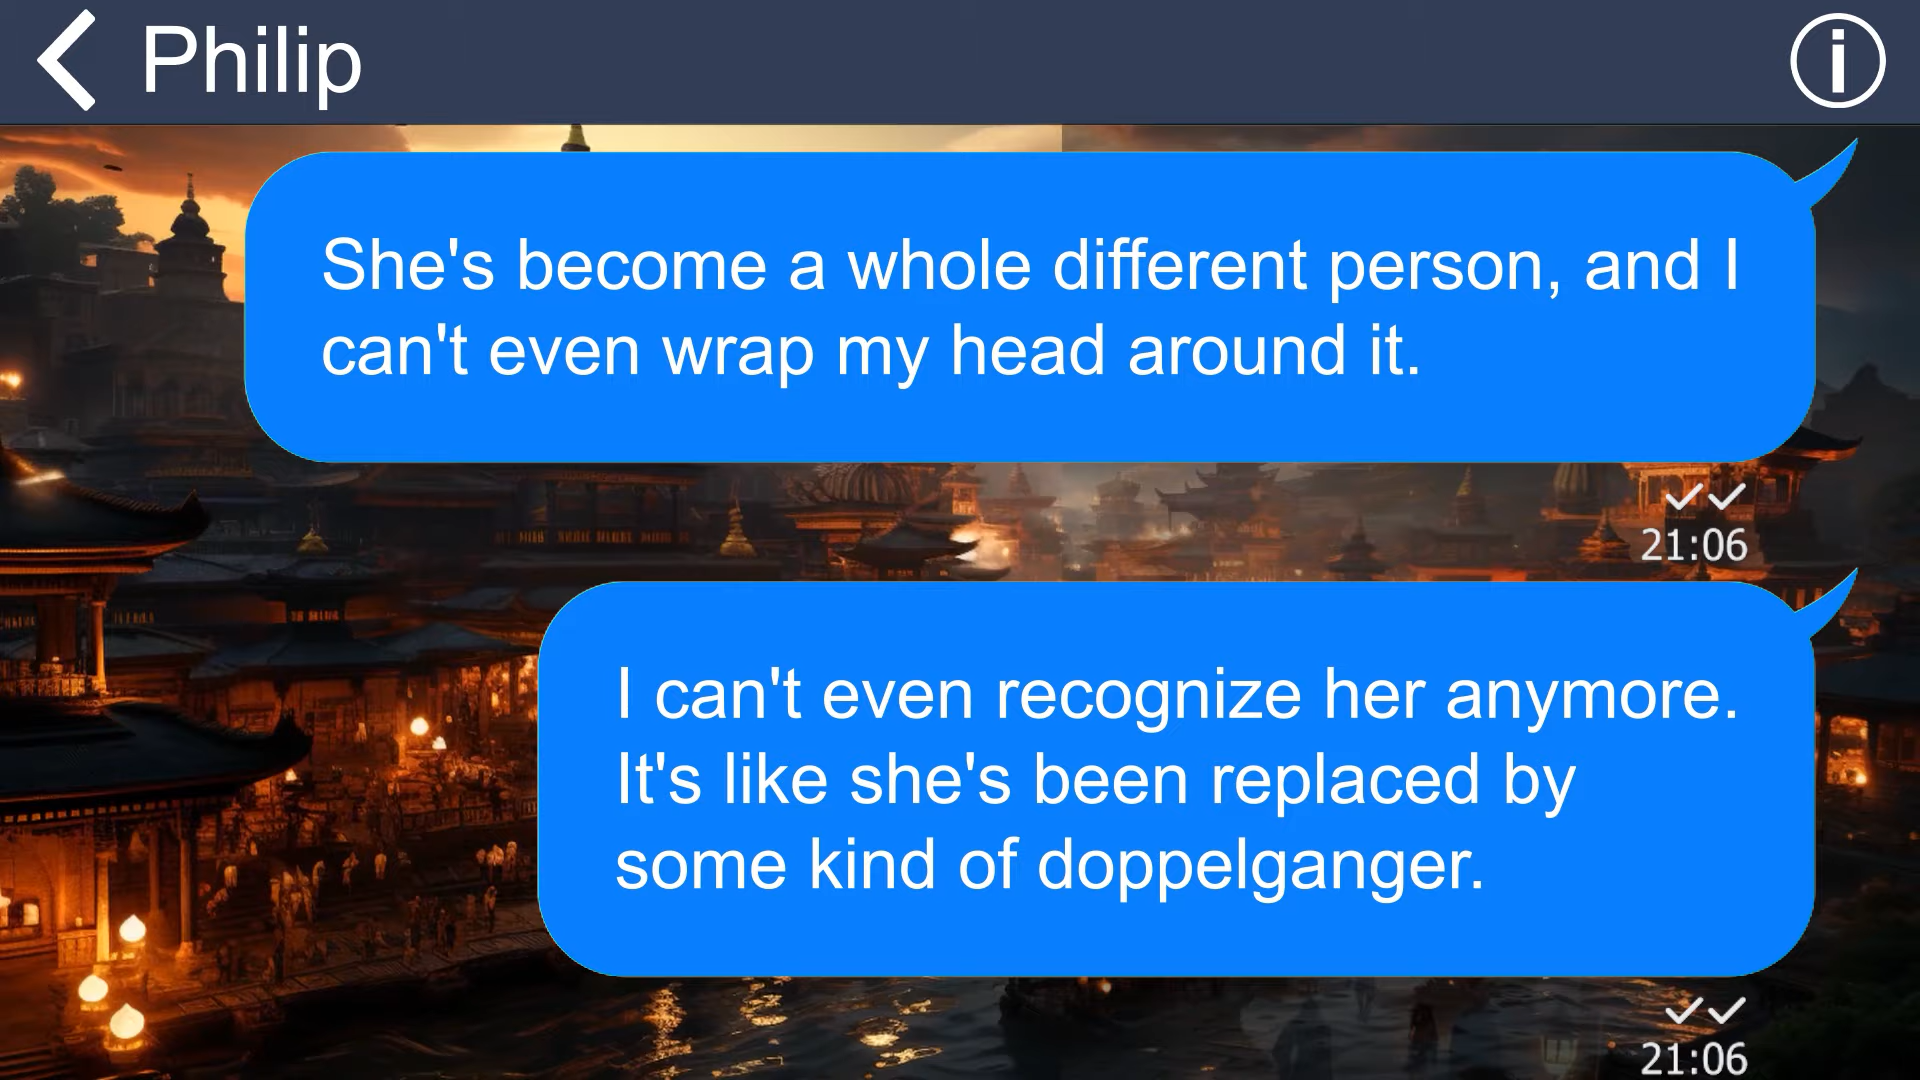 Philip
She's become a whole different person, and I
can't even wrap my head around it.
21:06
I can't even recognize her anymore.
It's like she's been replaced by
some kind of doppelganger.
21:06